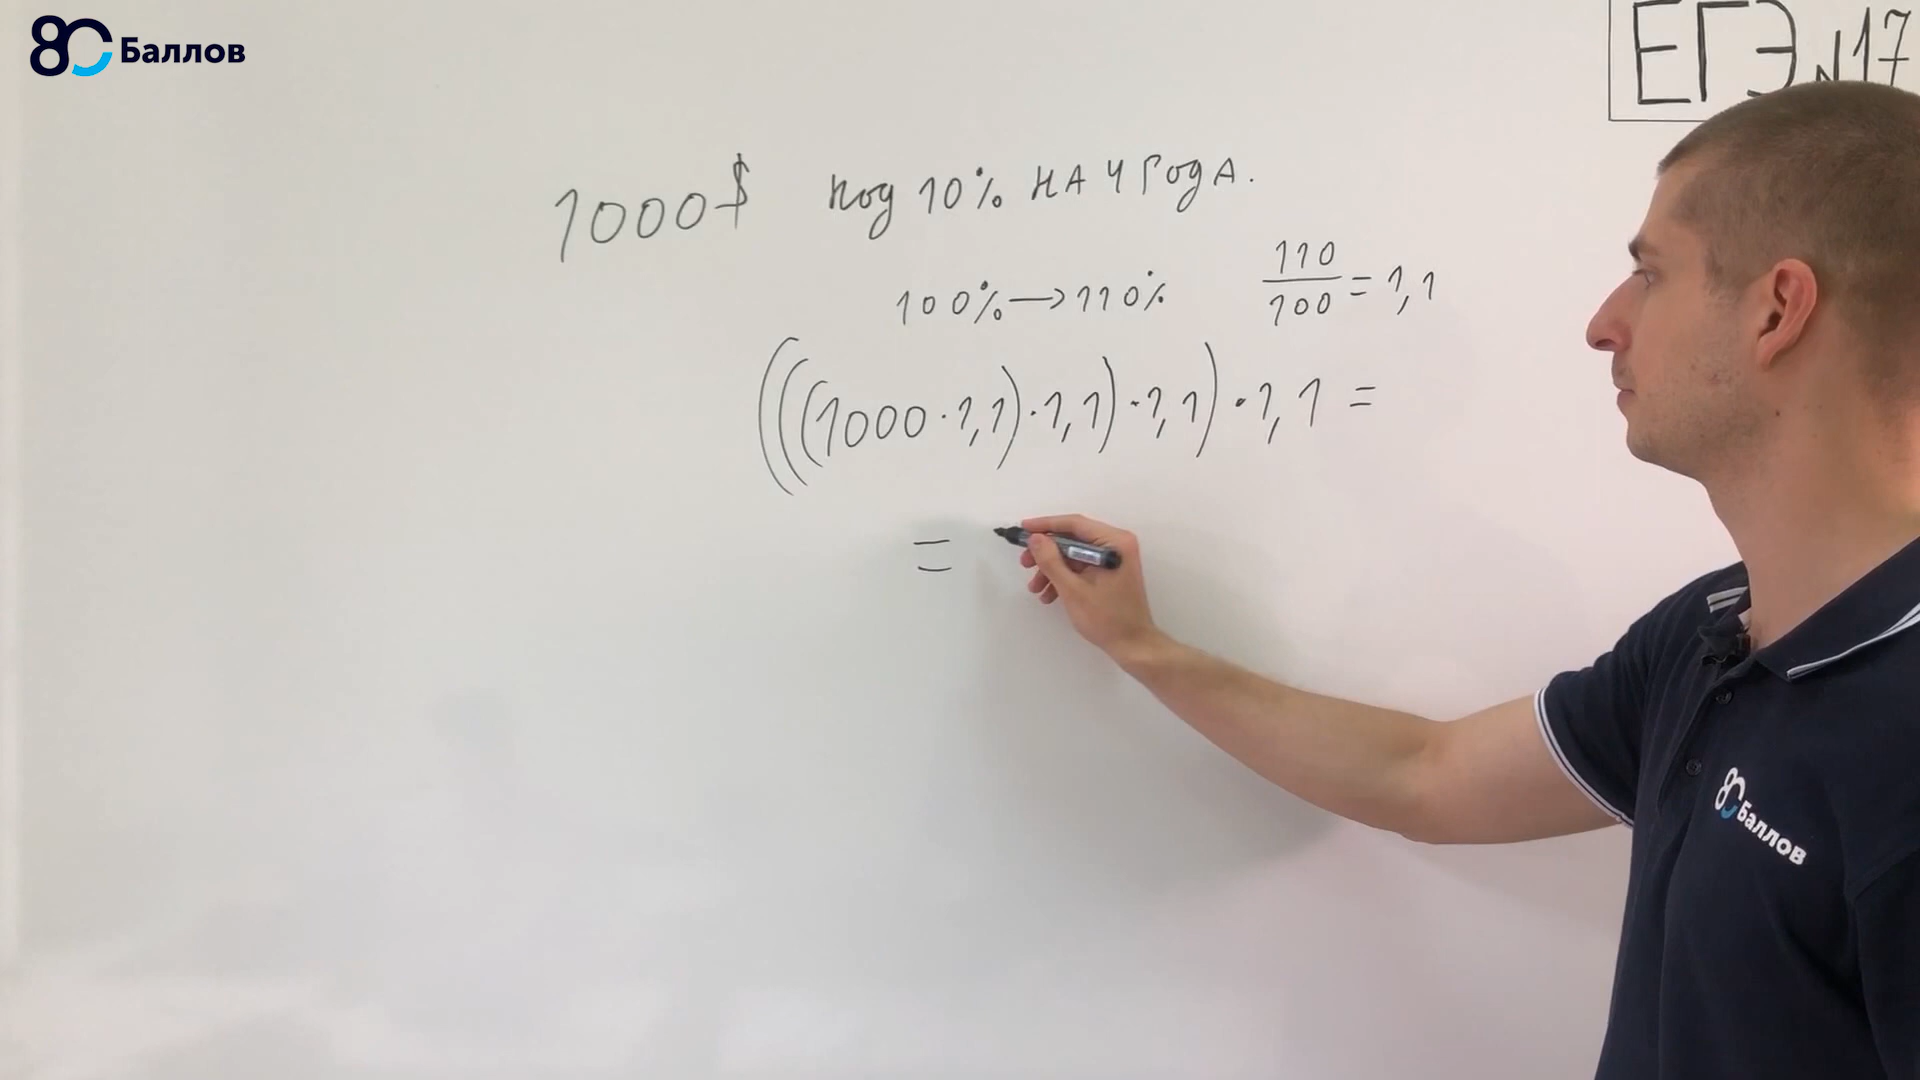 80 Баллов
ЕГЭ №17
1000$ под 10% на 4 года.
100% → 110% 110/100 = 1,1
(((1000·1,1)·1,1)·1,1)·1,1 =
=
80 Баллов